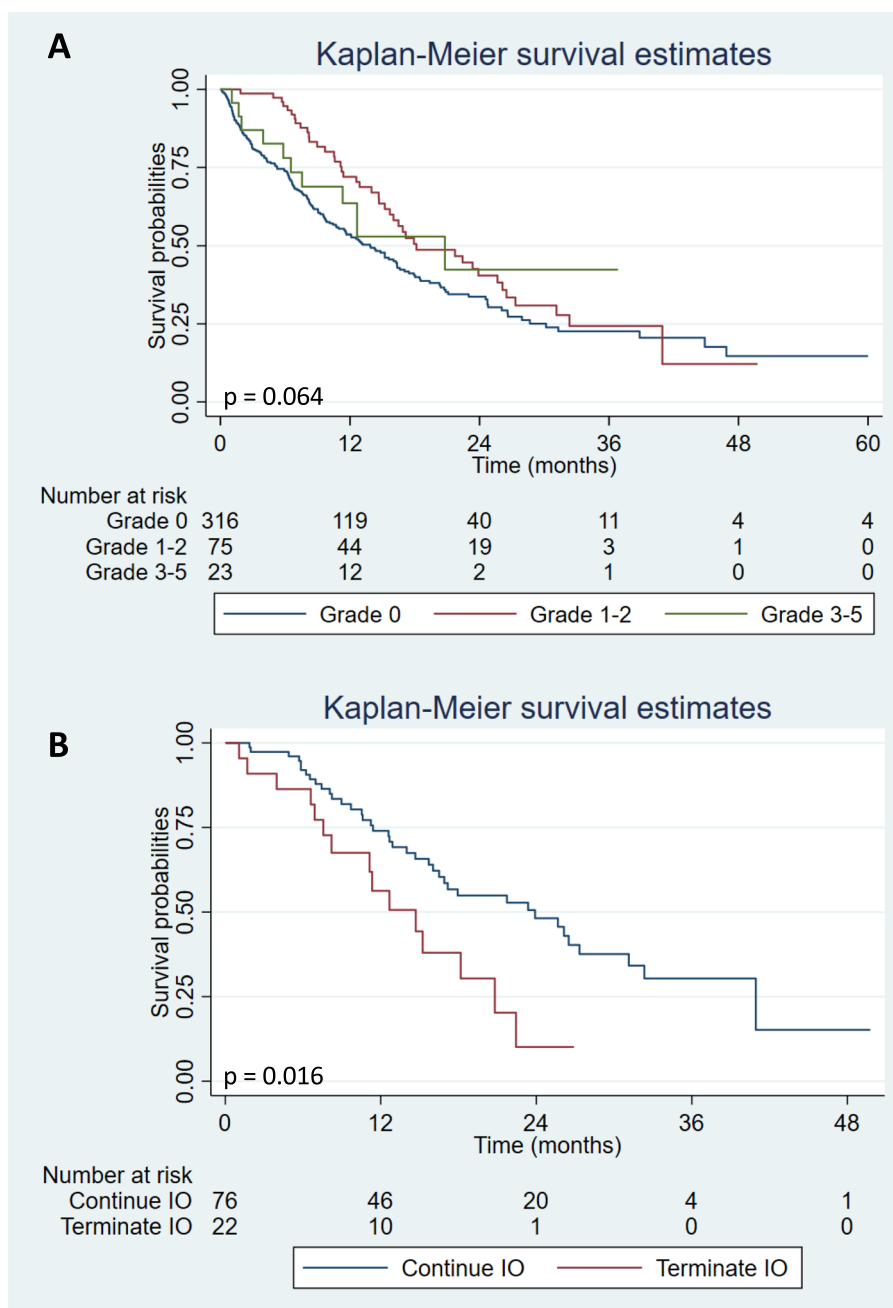 A
Kaplan-Meier survival estimates
Survival probabilities
1.00
0.75
0.50
0.25
0.00
p = 0.064
0 12 24 36 48 60
Time (months)
Number at risk
Grade 0 316 119 40 11 4 4
Grade 1-2 75 44 19 3 1 0
Grade 3-5 23 12 2 1 0 0
Grade 0 Grade 1-2 Grade 3-5
B
Kaplan-Meier survival estimates
Survival probabilities
1.00
0.75
0.50
0.25
0.00
p = 0.016
0 12 24 36 48
Time (months)
Number at risk
Continue IO 76 46 20 4 1
Terminate IO 22 10 1 0 0
Continue IO Terminate IO